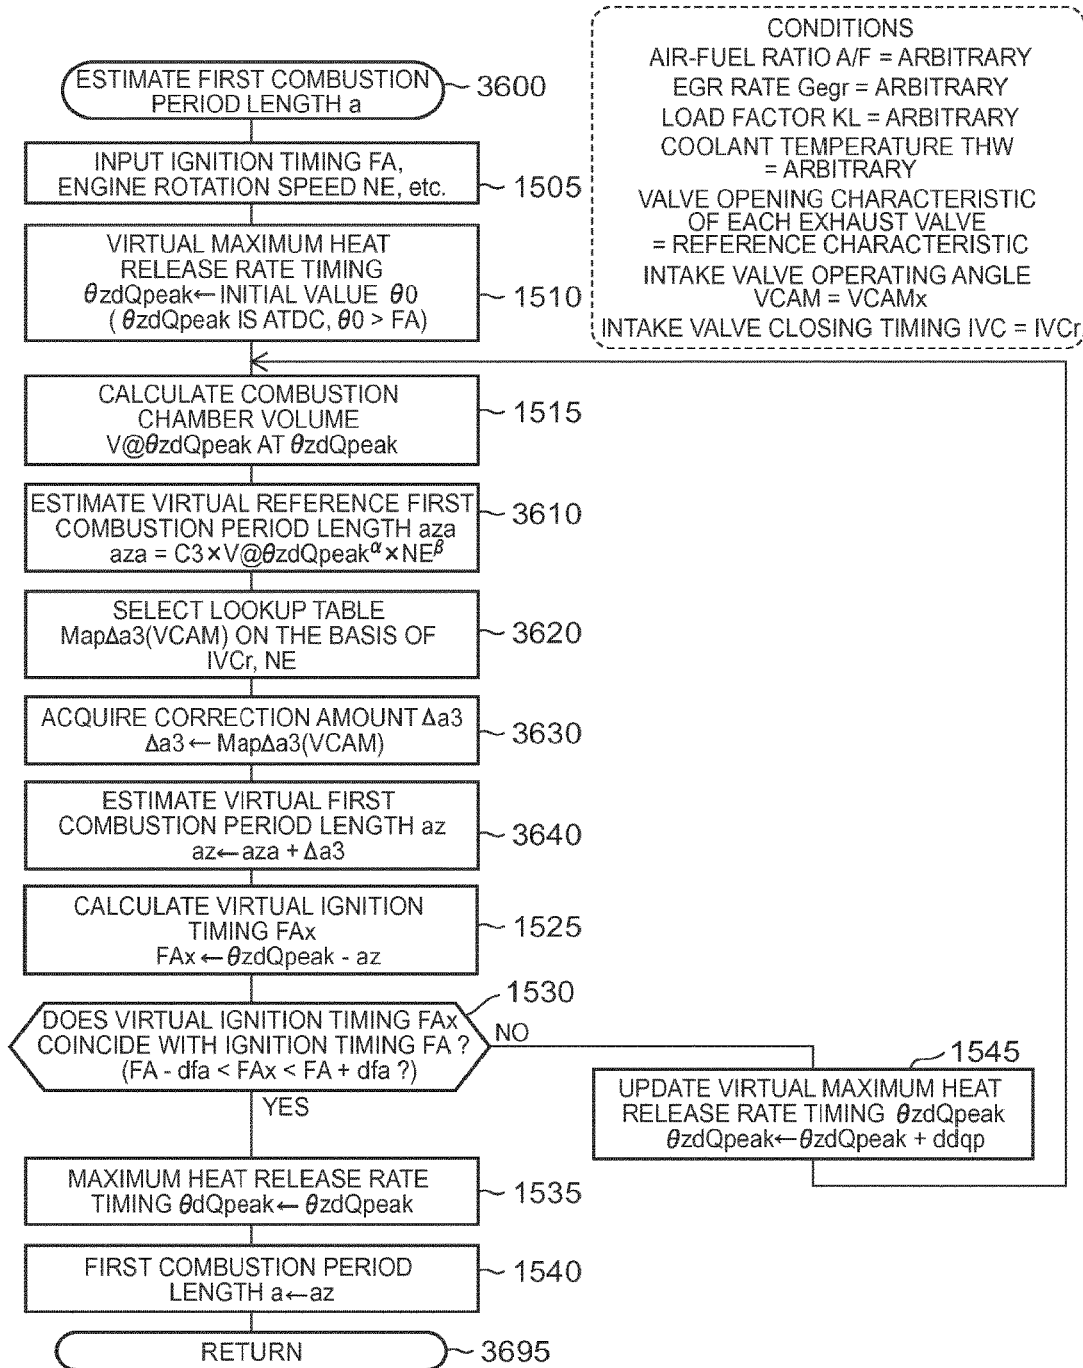 ESTIMATE FIRST COMBUSTION
PERIOD LENGTH a
3600
INPUT IGNITION TIMING FA,
ENGINE ROTATION SPEED NE, etc.
1505
VIRTUAL MAXIMUM HEAT
RELEASE RATE TIMING
θzdQpeak← INITIAL VALUE θ0
( θzdQpeak IS ATDC, θ0 > FA)
1510
CONDITIONS
AIR-FUEL RATIO A/F = ARBITRARY
EGR RATE Gegr = ARBITRARY
LOAD FACTOR KL = ARBITRARY
COOLANT TEMPERATURE THW
= ARBITRARY
VALVE OPENING CHARACTERISTIC
OF EACH EXHAUST VALVE
= REFERENCE CHARACTERISTIC
INTAKE VALVE OPERATING ANGLE
VCAM = VCAMx
INTAKE VALVE CLOSING TIMING IVC = IVCr
CALCULATE COMBUSTION
CHAMBER VOLUME
V@θzdQpeak AT θzdQpeak
1515
ESTIMATE VIRTUAL REFERENCE FIRST
COMBUSTION PERIOD LENGTH aza
aza = C3×V@θzdQpeak^α×NE^β
3610
SELECT LOOKUP TABLE
MapΔa3(VCAM) ON THE BASIS OF
IVCr, NE
3620
ACQUIRE CORRECTION AMOUNT Δa3
Δa3 ← MapΔa3(VCAM)
3630
ESTIMATE VIRTUAL FIRST
COMBUSTION PERIOD LENGTH az
az←aza + Δa3
3640
CALCULATE VIRTUAL IGNITION
TIMING FAx
FAx ← θzdQpeak - az
1525
DOES VIRTUAL IGNITION TIMING FAx
COINCIDE WITH IGNITION TIMING FA ?
(FA - dfa < FAx < FA + dfa ?)
1530
NO
YES
UPDATE VIRTUAL MAXIMUM HEAT
RELEASE RATE TIMING θzdQpeak
θzdQpeak←θzdQpeak + ddqp
1545
MAXIMUM HEAT RELEASE RATE
TIMING θdQpeak← θzdQpeak
1535
FIRST COMBUSTION PERIOD
LENGTH a←az
1540
RETURN
3695